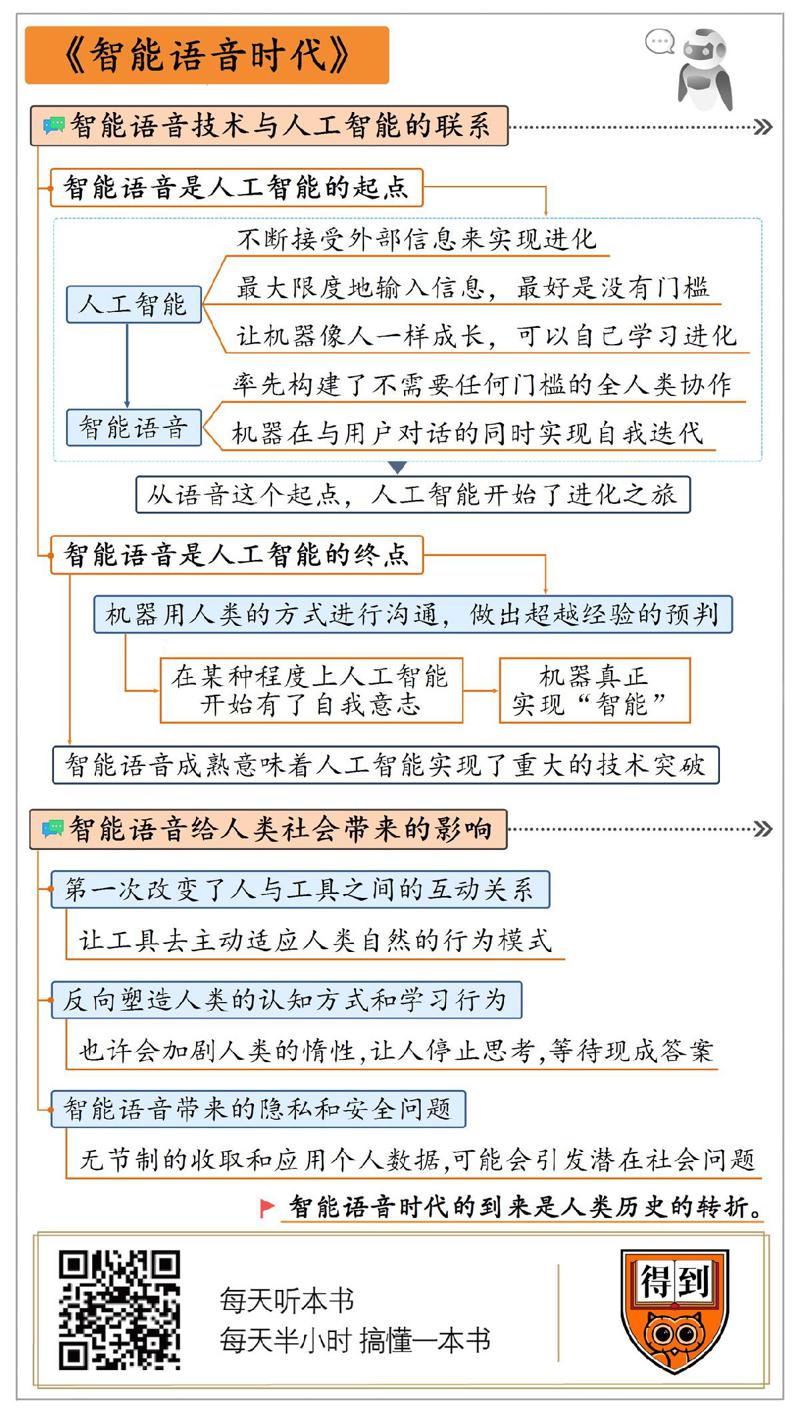 《智能语音时代》
智能语音技术与人工智能的联系
智能语音是人工智能的起点
不断接受外部信息来实现进化
人工智能
最大限度地输入信息，最好是没有门槛
让机器像人一样成长，可以自己学习进化
率先构建了不需要任何门槛的全人类协作
智能语音
机器在与用户对话的同时实现自我迭代
从语音这个起点，人工智能开始了进化之旅
智能语音是人工智能的终点
机器用人类的方式进行沟通，做出超越经验的预判
在某种程度上人工智能
开始有了自我意志
机器真正
实现“智能”
智能语音成熟意味着人工智能实现了重大的技术突破
智能语音给人类社会带来的影响
第一次改变了人与工具之间的互动关系
让工具去主动适应人类自然的行为模式
反向塑造人类的认知方式和学习行为
也许会加剧人类的惰性,让人停止思考,等待现成答案
智能语音带来的隐私和安全问题
无节制的收取和应用个人数据,可能会引发潜在社会问题
智能语音时代的到来是人类历史的转折。
每天听本书
每天半小时 搞懂一本书
得到